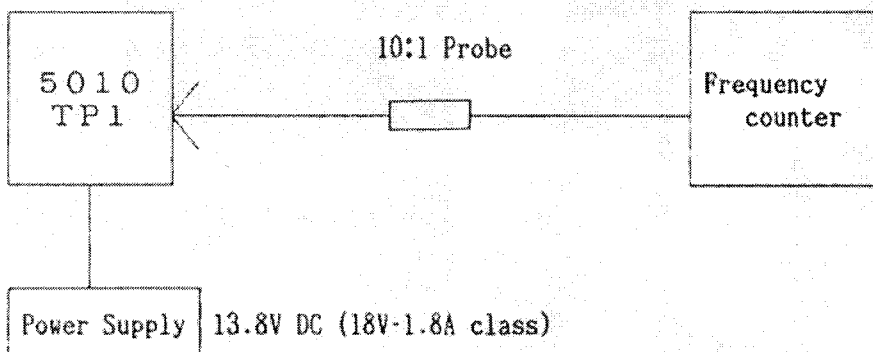 10:1 Probe
5010
TP1
Frequency
counter
Power Supply
13.8V DC (18V-1.8A class)